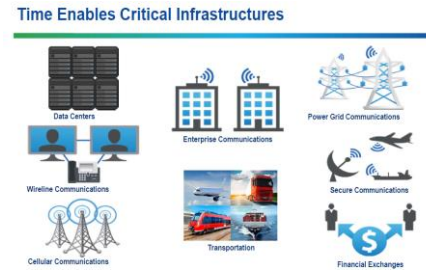 Time Enables Critical Infrastructures
Data Centers
Enterprise Communications
Power Grid Communications
Wireline Communications
Secure Communications
Transportation
Cellular Communications
Financial Exchanges
$